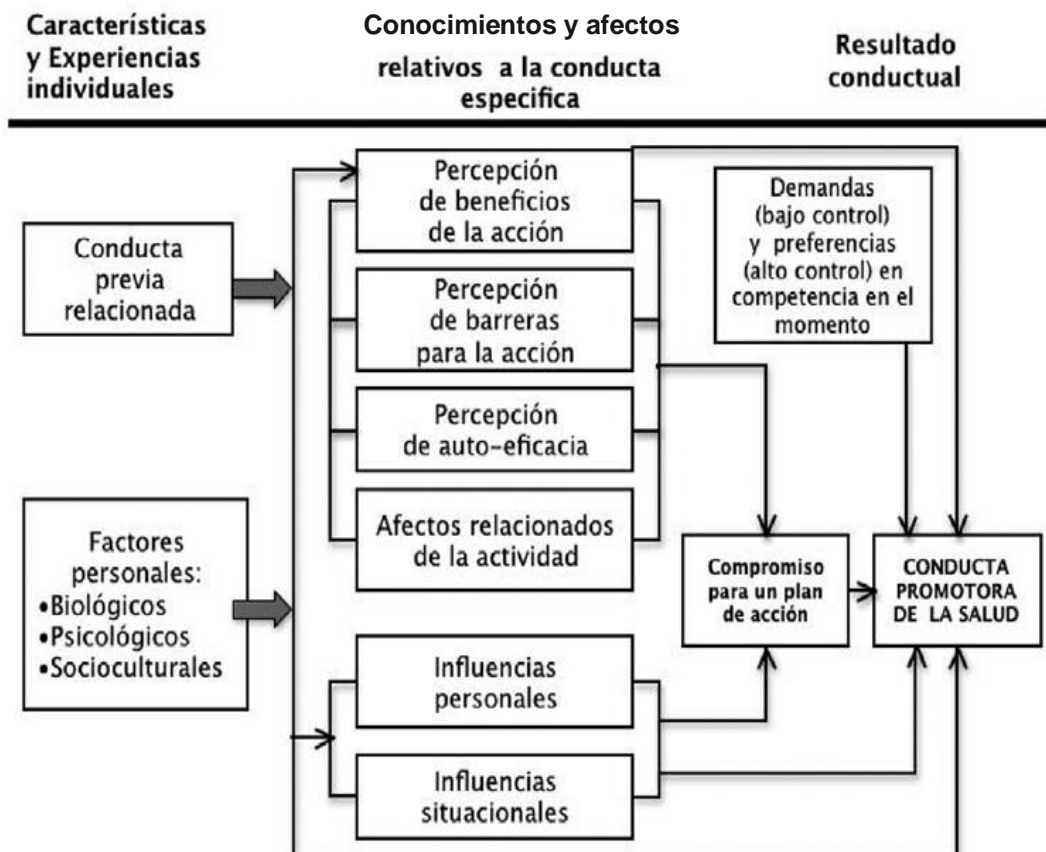 Características
y Experiencias
individuales
Conocimientos y afectos
relativos a la conducta
especifica
Resultado
conductual
Conducta
previa
relacionada
Factores
personales:
•Biológicos
•Psicológicos
•Socioculturales
Percepción
de beneficios
de la acción
Percepción
de barreras
para la acción
Percepción
de auto-eficacia
Afectos relacionados
de la actividad
Influencias
personales
Influencias
situacionales
Demandas
(bajo control)
y preferencias
(alto control) en
competencia en el
momento
Compromiso
para un plan
de acción
CONDUCTA
PROMOTORA
DE LA SALUD